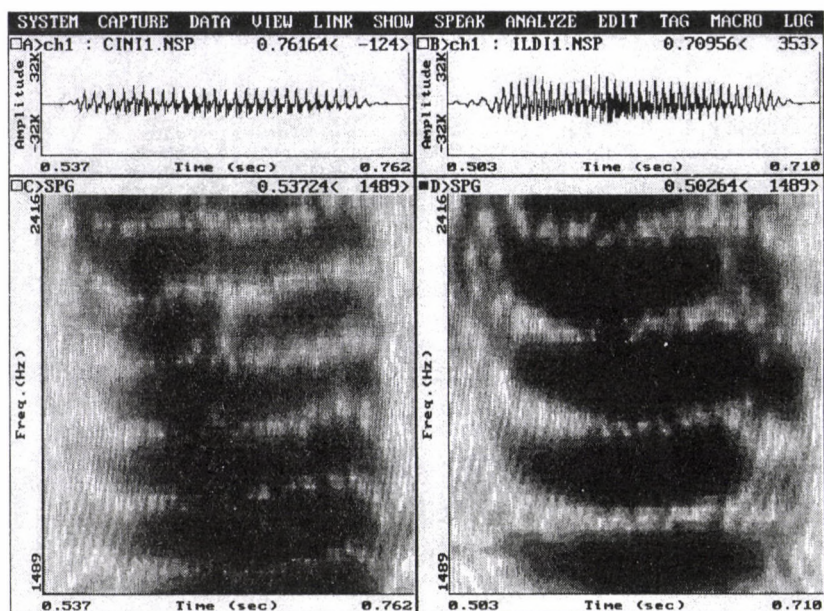 SYSTEM CAPTURE DATA VIEW LINK SHOW SPEAK ANALYZE EDIT TAG MACRO LOG
A>ch1 : CINI1.NSP 0.76164< -124>
B>ch1 : ILDI1.NSP 0.70956< 353>
Amplitude
32K
-32K
0.537 Time (sec) 0.762
Amplitude
32K
-32K
0.503 Time (sec) 0.710
C>SPG 0.53724< 1489>
D>SPG 0.50264< 1489>
2416
Freq.(Hz)
1489
0.537 Time (sec) 0.762
2416
Freq.(Hz)
1489
0.503 Time (sec) 0.710